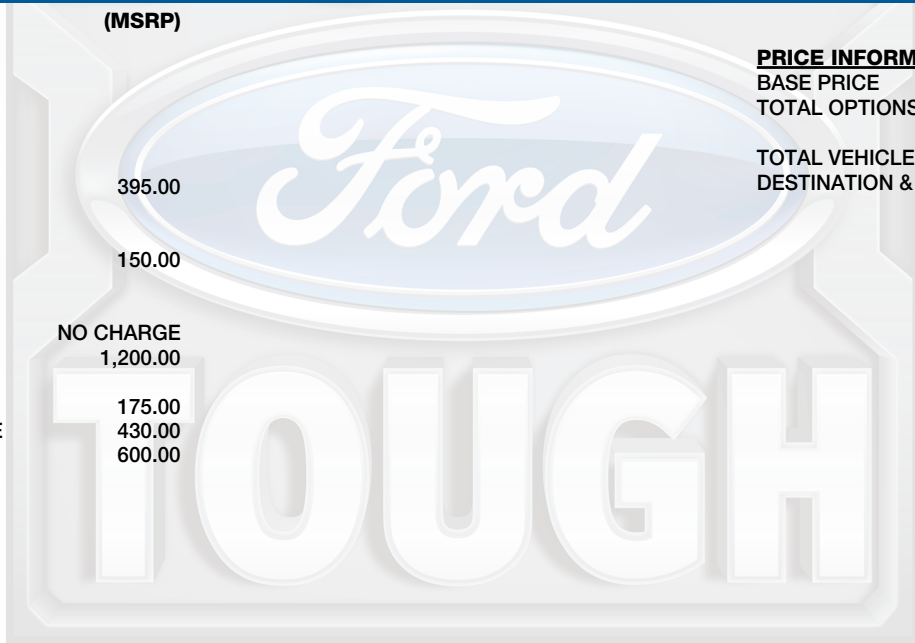 (MSRP)
PRICE INFORM
BASE PRICE
TOTAL OPTIONS
TOTAL VEHICLE
DESTINATION &
395.00
150.00
NO CHARGE
1,200.00
175.00
E 430.00
600.00
Ford
TOUGH